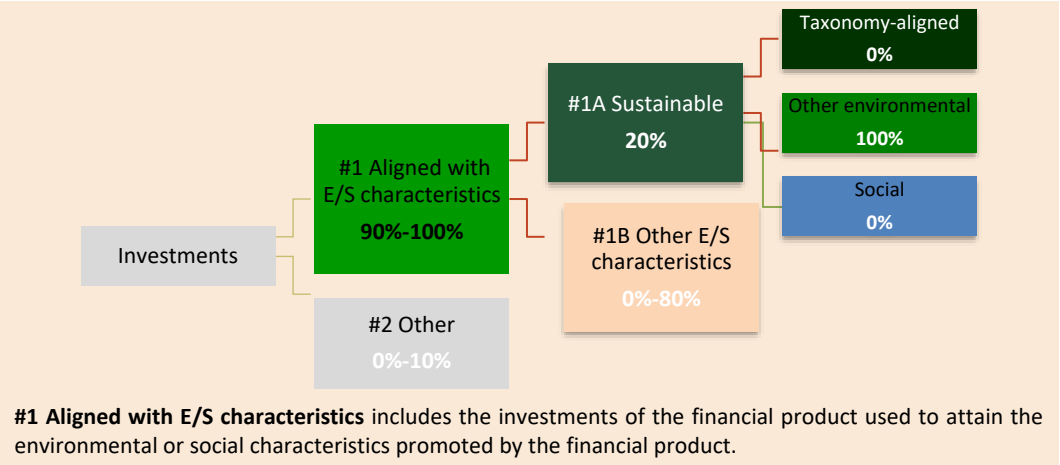 Taxonomy-aligned
0%
#1A Sustainable
20%
Other environmental
100%
#1 Aligned with
E/S characteristics
90%-100%
Social
0%
Investments
#1B Other E/S
characteristics
0%-80%
#2 Other
0%-10%
#1 Aligned with E/S characteristics includes the investments of the financial product used to attain the
environmental or social characteristics promoted by the financial product.